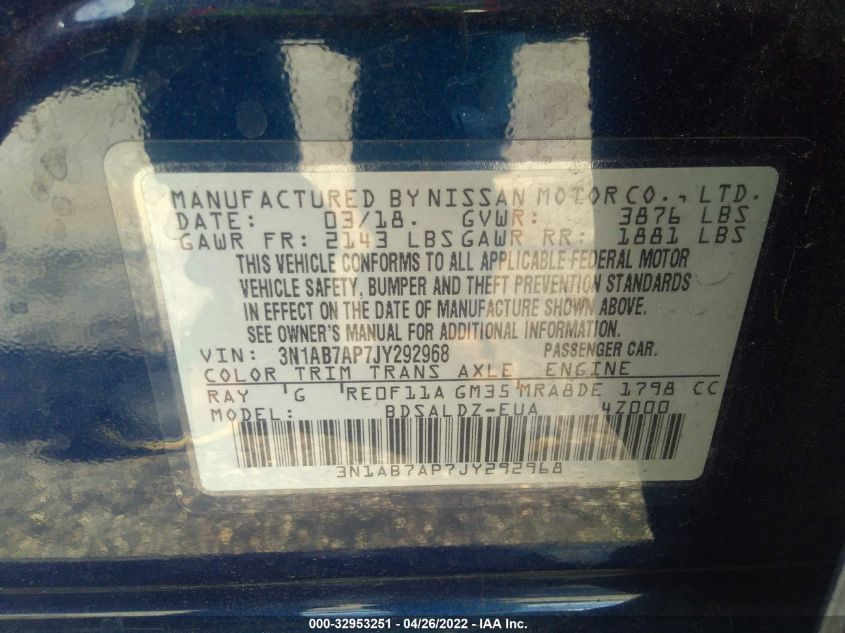 MANUFACTURED BY NISSAN MOTOR CO., LTD.
DATE: 03/18. GVWR: 3876 LBS
GAWR FR: 2143 LBS GAWR RR: 1881 LBS
THIS VEHICLE CONFORMS TO ALL APPLICABLE FEDERAL MOTOR
VEHICLE SAFETY, BUMPER AND THEFT PREVENTION STANDARDS
IN EFFECT ON THE DATE OF MANUFACTURE SHOWN ABOVE.
SEE OWNER'S MANUAL FOR ADDITIONAL INFORMATION.
VIN: 3N1AB7AP7JY292968 PASSENGER CAR.
COLOR TRIM TRANS AXLE ENGINE
RAY G RE0F11A GM35 MRA8DE 1798 CC
MODEL: BDSALDZ-EUA 4Z000
3N1AB7AP7JY292968
000-32953251 - 04/26/2022 - IAA Inc.